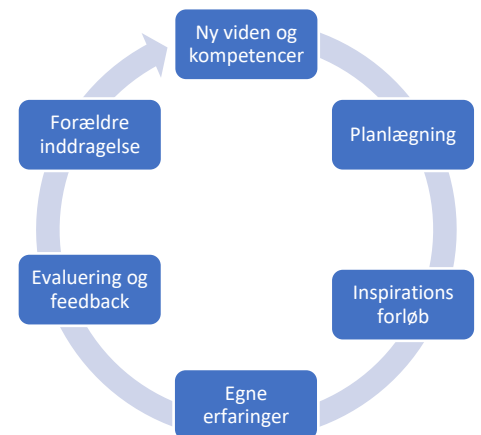 Ny viden og
kompetencer
Planlægning
Inspirations
forløb
Egne
erfaringer
Evaluering og
feedback
Forældre
inddragelse